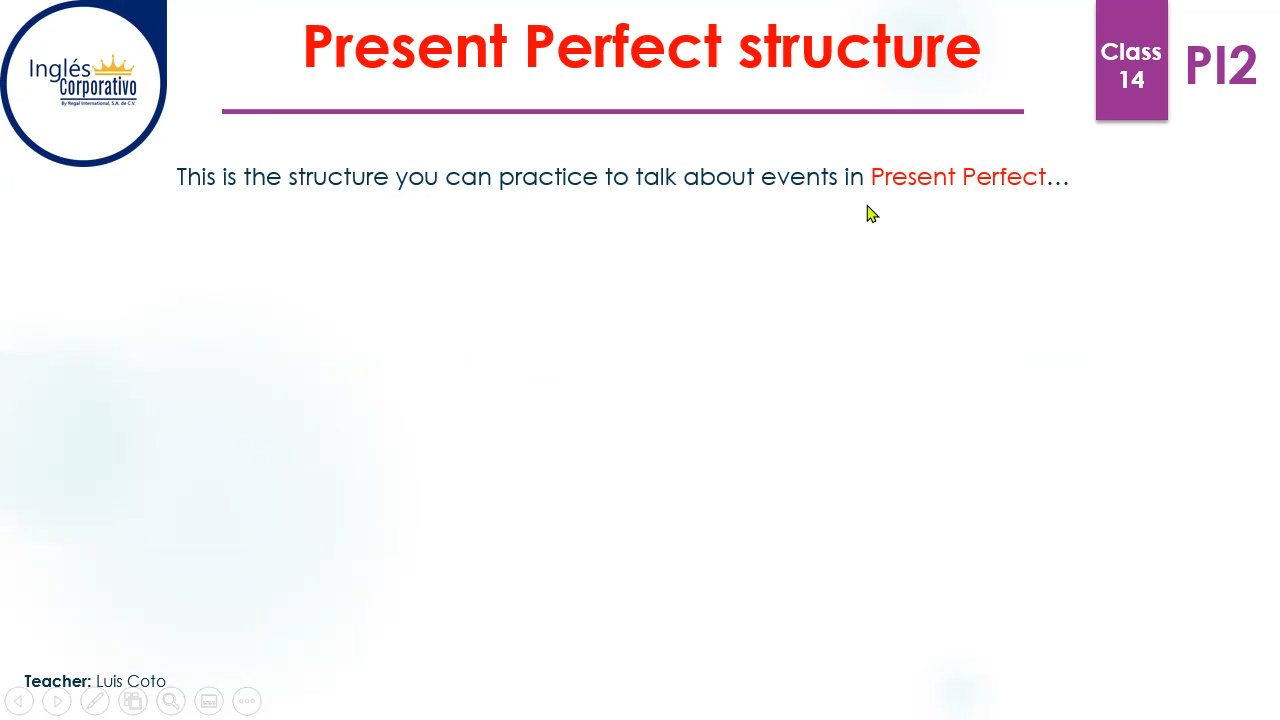 Present Perfect structure
Inglés
Corporativo
By Regal International, S.A. de C.V.
Class
14
PI2
This is the structure you can practice to talk about events in Present Perfect…
Teacher: Luis Coto